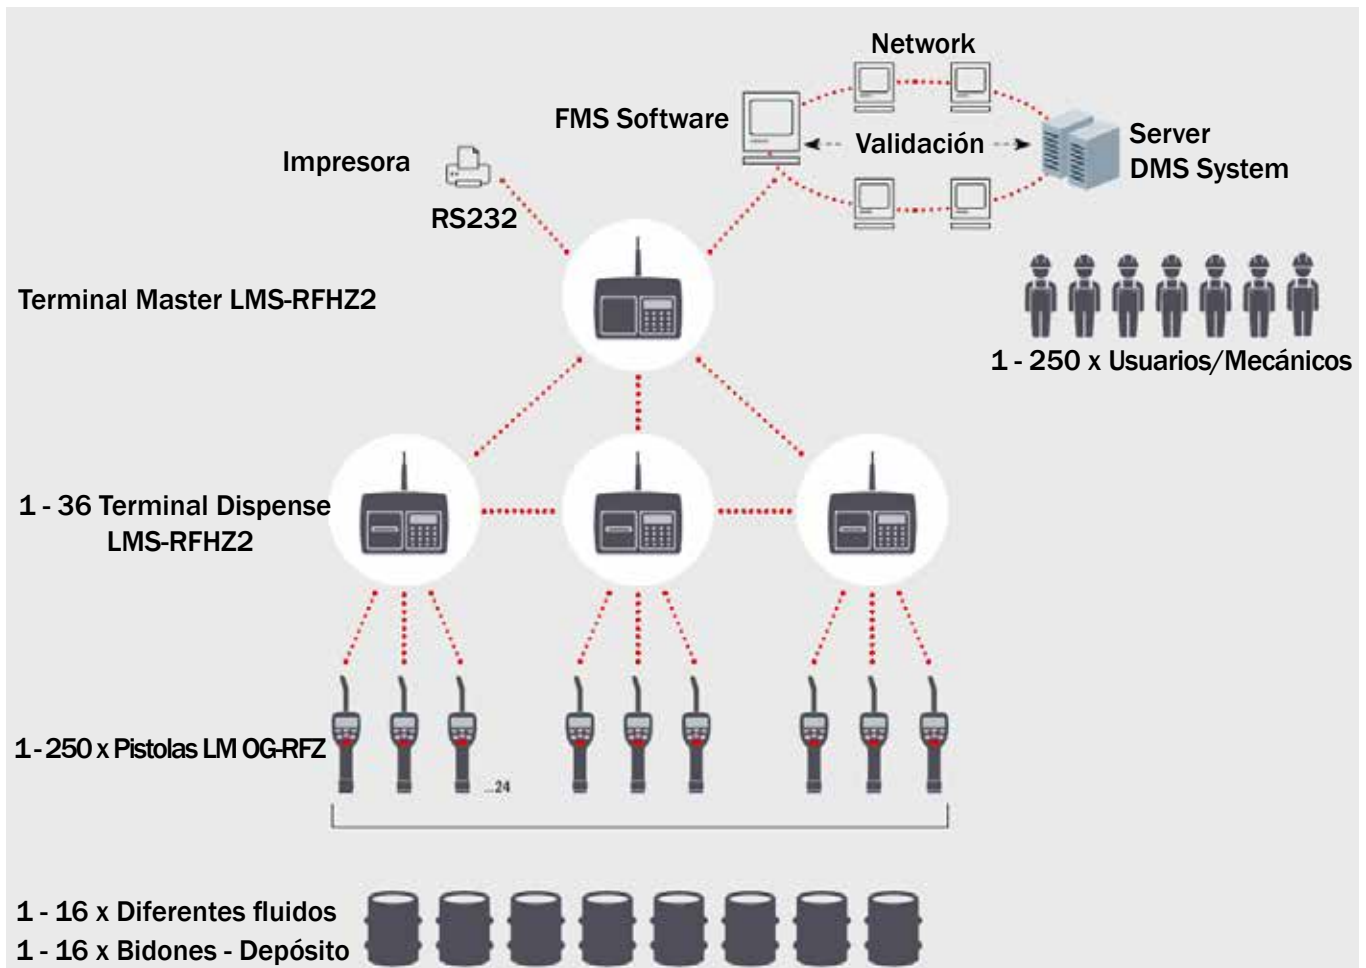 Network
FMS Software
Validación
Server
DMS System
Impresora
RS232
Terminal Master LMS-RFHZ2
1 - 250 x Usuarios/Mecánicos
1 - 36 Terminal Dispense
LMS-RFHZ2
1 - 250 x Pistolas LM OG-RFZ
...24
1 - 16 x Diferentes fluidos
1 - 16 x Bidones - Depósito